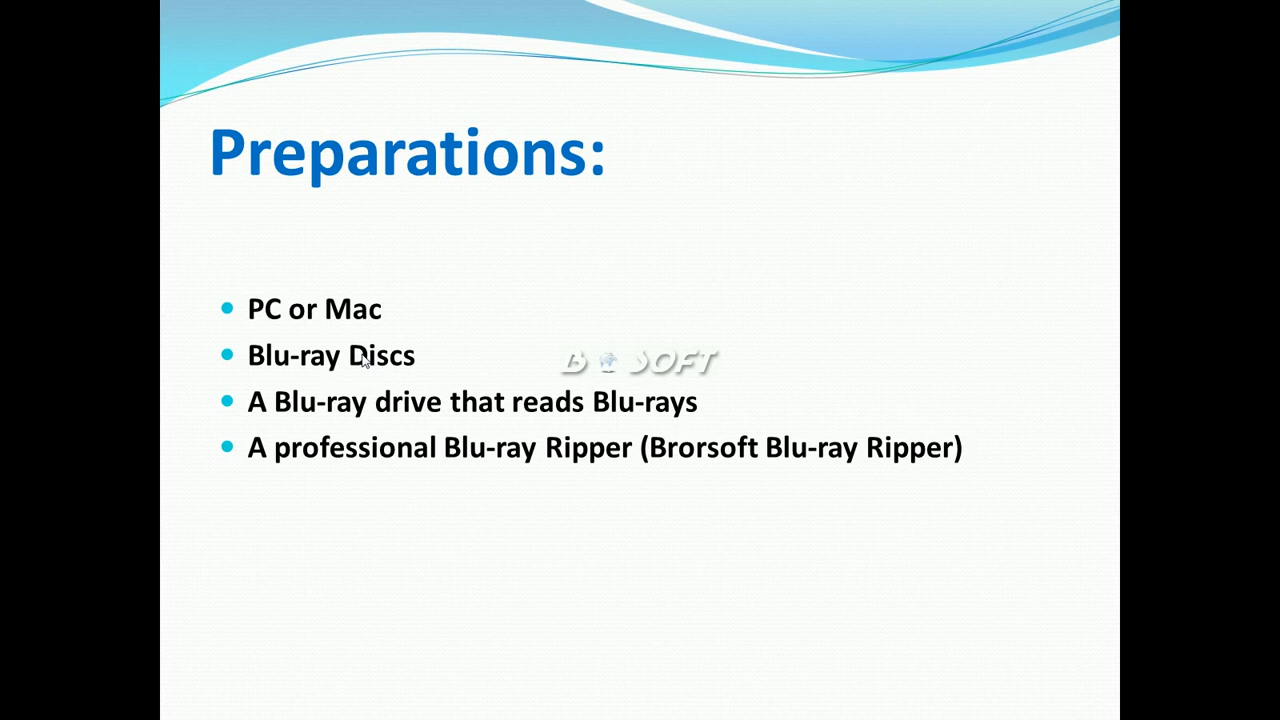 Preparations:
PC or Mac
Blu-ray Discs
B SOFT
A Blu-ray drive that reads Blu-rays
A professional Blu-ray Ripper (Brorsoft Blu-ray Ripper)